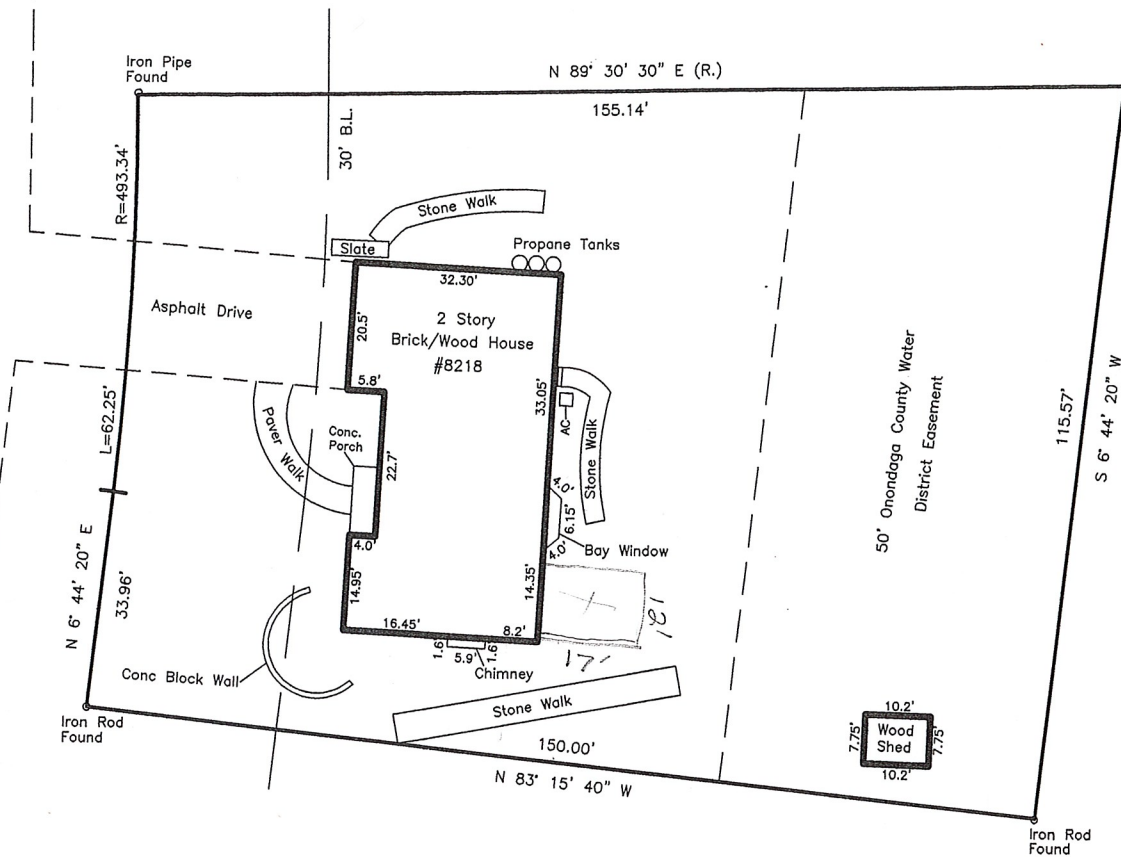 Iron Pipe
Found
N 89° 30' 30" E (R.)
155.14'
R=493.34'
30' B.L.
Stone Walk
Slate
Propane Tanks
32.30'
Asphalt Drive
20.5'
2 Story
Brick/Wood House
#8218
5.8'
33.05'
AC
Stone Walk
L=62.25'
Paver Walk
Conc.
Porch
22.7'
4.0'
6.15'
4.0'
Bay Window
4.0'
50' Onondaga County Water
District Easement
115.57'
S 6° 44' 20" W
N 6° 44' 20" E
33.96'
14.95'
14.35'
12'
17'
16.45'
8.2'
1.6'
5.9'
1.6'
Chimney
Conc Block Wall
Stone Walk
Iron Rod
Found
150.00'
N 83° 15' 40" W
10.2'
7.75'
Wood
Shed
7.75'
10.2'
Iron Rod
Found